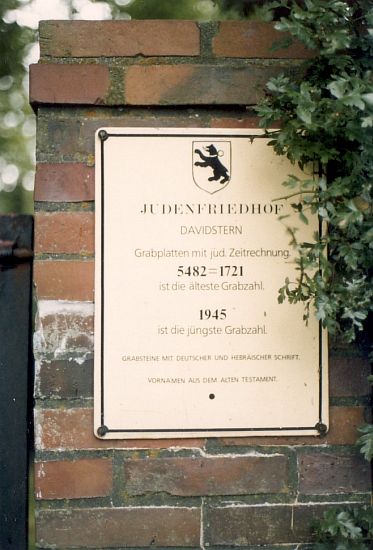 JUDENFRIEDHOF
DAVIDSTERN
Grabplatten mit jüd. Zeitrechnung.
5482=1721
ist die älteste Grabzahl.
1945
ist die jüngste Grabzahl.
GRABSTEINE MIT DEUTSCHER UND HEBRÄISCHER SCHRIFT.
VORNAMEN AUS DEM ALTEN TESTAMENT.